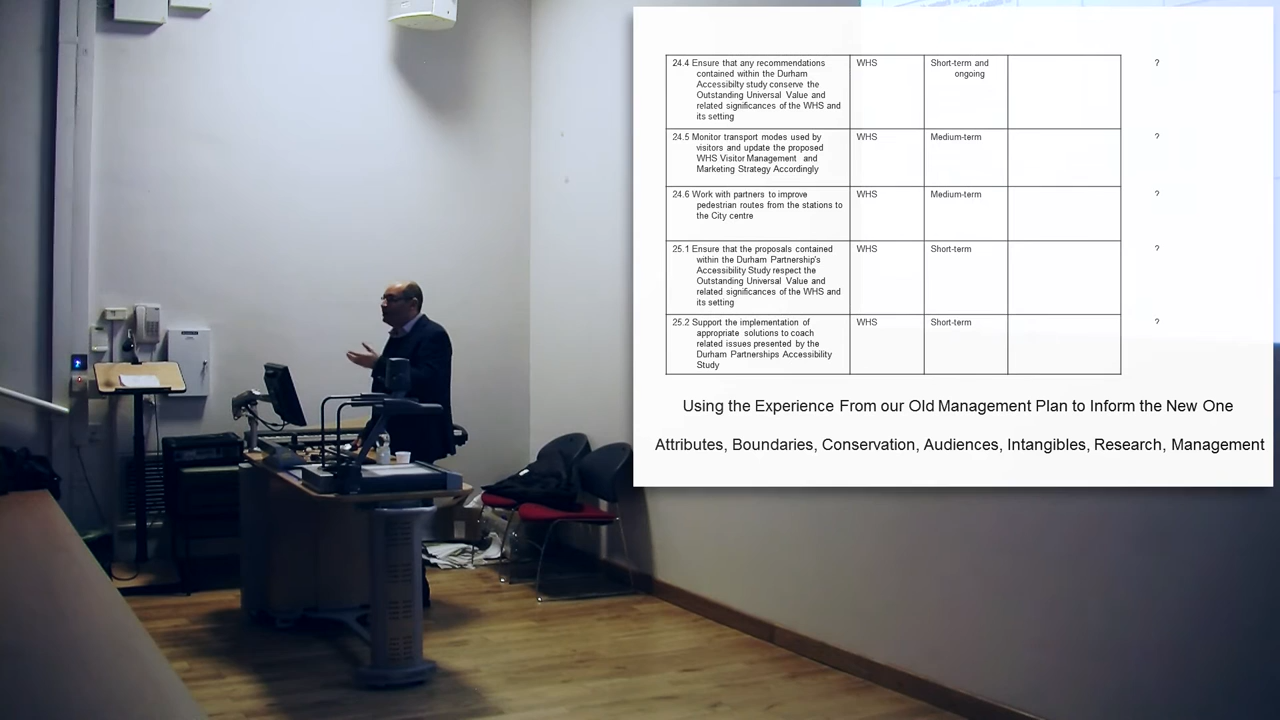 24.4 Ensure that any recommendations
contained within the Durham
Accessibilty study conserve the
Outstanding Universal Value and
related significances of the WHS and
its setting
WHS
Short-term and
ongoing
?
24.5 Monitor transport modes used by
visitors and update the proposed
WHS Visitor Management and
Marketing Strategy Accordingly
WHS
Medium-term
?
24.6 Work with partners to improve
pedestrian routes from the stations to
the City centre
WHS
Medium-term
?
25.1 Ensure that the proposals contained
within the Durham Partnership's
Accessibility Study respect the
Outstanding Universal Value and
related significances of the WHS and
its setting
WHS
Short-term
?
25.2 Support the implementation of
appropriate solutions to coach
related issues presented by the
Durham Partnerships Accessibility
Study
WHS
Short-term
?
Using the Experience From our Old Management Plan to Inform the New One
Attributes, Boundaries, Conservation, Audiences, Intangibles, Research, Management